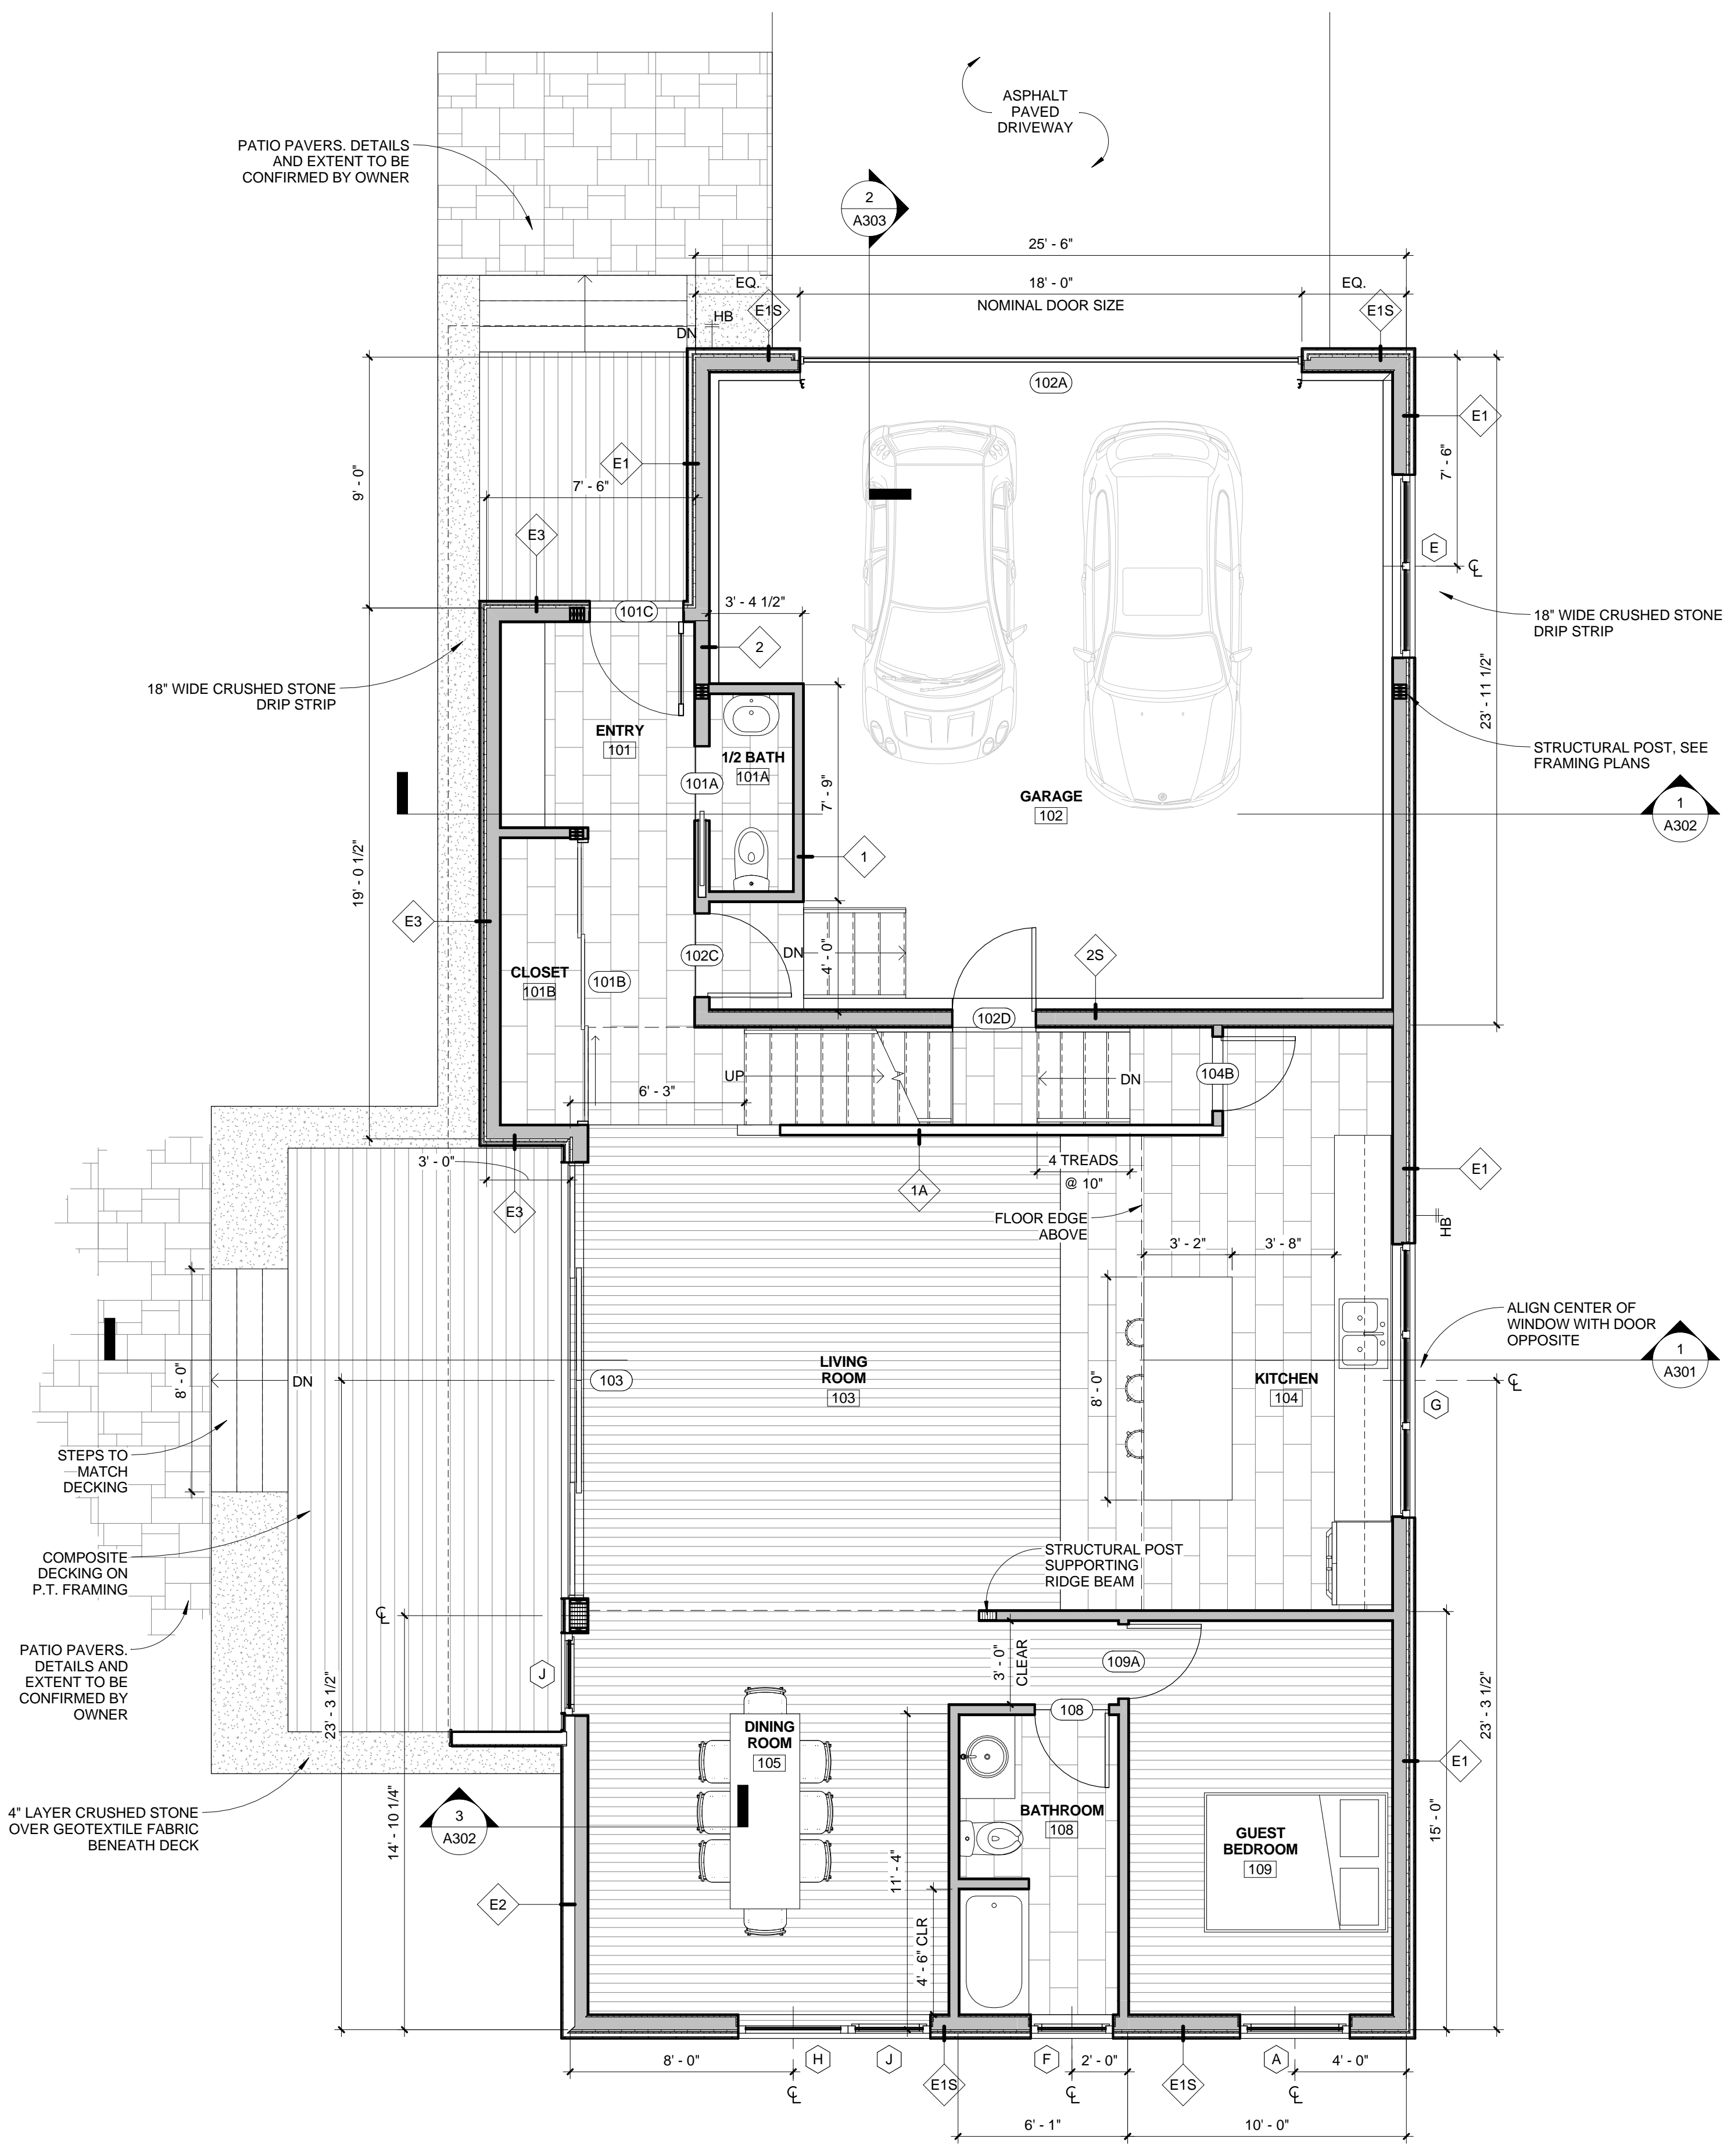 ASPHALT
PAVED
DRIVEWAY
PATIO PAVERS. DETAILS
AND EXTENT TO BE
CONFIRMED BY OWNER
2
A303
25' - 6"
EQ.
18' - 0"
EQ.
NOMINAL DOOR SIZE
E1S
HB
E1S
DN
102A
E1
9' - 0"
E1
7' - 6"
7' - 6"
E3
E
CL
101C
3' - 4 1/2"
18" WIDE CRUSHED STONE
DRIP STRIP
2
18" WIDE CRUSHED STONE
DRIP STRIP
23' - 11 1/2"
ENTRY
101
1/2 BATH
101A
101A
STRUCTURAL POST, SEE
FRAMING PLANS
7' - 9"
GARAGE
102
1
A302
19' - 0 1/2"
1
E3
102C
DN
4' - 0"
2S
CLOSET
101B
101B
102D
UP
DN
104B
6' - 3"
3' - 0"
4 TREADS
@ 10"
E1
1A
E3
FLOOR EDGE
ABOVE
HB
3' - 2"
3' - 8"
ALIGN CENTER OF
WINDOW WITH DOOR
OPPOSITE
1
A301
8' - 0"
DN
103
LIVING
ROOM
103
8' - 0"
KITCHEN
104
CL
G
STEPS TO
MATCH
DECKING
COMPOSITE
DECKING ON
P.T. FRAMING
STRUCTURAL POST
SUPPORTING
RIDGE BEAM
CL
PATIO PAVERS.
DETAILS AND
EXTENT TO BE
CONFIRMED BY
OWNER
23' - 3 1/2"
J
3' - 0"
CLEAR
109A
23' - 3 1/2"
108
DINING
ROOM
105
E1
4" LAYER CRUSHED STONE
OVER GEOTEXTILE FABRIC
BENEATH DECK
14' - 10 1/4"
3
A302
BATHROOM
108
GUEST
BEDROOM
109
15' - 0"
11' - 4"
E2
4' - 6" CLR
8' - 0"
H
J
F
2' - 0"
A
4' - 0"
E1S
E1S
CL
CL
CL
6' - 1"
10' - 0"